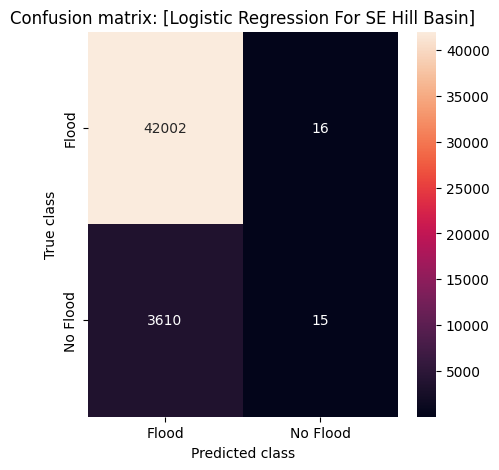 Confusion matrix: [Logistic Regression For SE Hill Basin]
True class
Flood
No Flood
42002
16
3610
15
Flood
No Flood
Predicted class
40000
35000
30000
25000
20000
15000
10000
5000